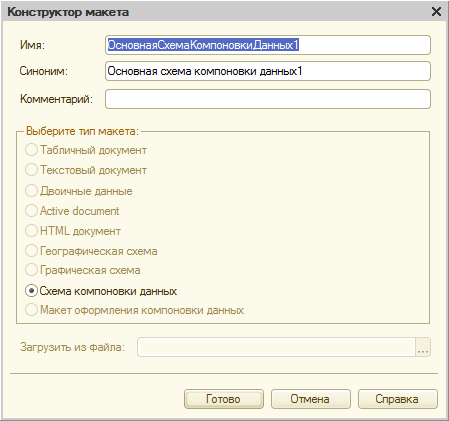 Конструктор макета
Имя: ОсновнаяСхемаКомпоновкиДанных1
Синоним: Основная схема компоновки данных1
Комментарий:
Выберите тип макета:
Табличный документ
Текстовый документ
Двоичные данные
Active document
HTML документ
Географическая схема
Графическая схема
Схема компоновки данных
Макет оформления компоновки данных
Загрузить из файла: ...
Готово Отмена Справка